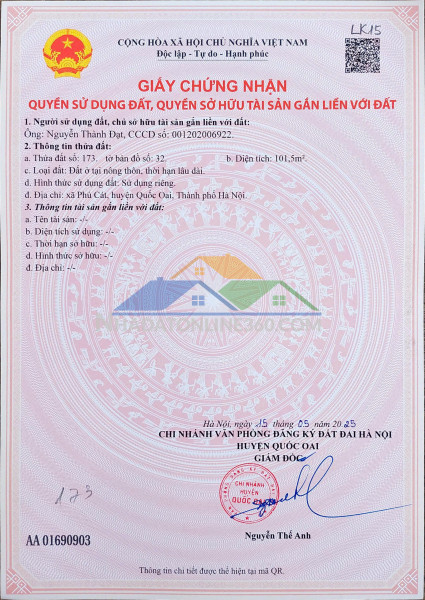 CỘNG HÒA XÃ HỘI CHỦ NGHĨA VIỆT NAM
Độc lập - Tự do - Hạnh phúc
LK15
GIẤY CHỨNG NHẬN
QUYỀN SỬ DỤNG ĐẤT, QUYỀN SỞ HỮU TÀI SẢN GẮN LIỀN VỚI ĐẤT
1. Người sử dụng đất, chủ sở hữu tài sản gắn liền với đất:
Ông: Nguyễn Thành Đạt, CCCD số: 001202006922.
2. Thông tin thửa đất:
a. Thửa đất số: 173. tờ bản đồ số: 32. b. Diện tích: 101,5m².
c. Loại đất: Đất ở tại nông thôn, thời hạn lâu dài.
d. Hình thức sử dụng đất: Sử dụng riêng.
đ. Địa chỉ: xã Phú Cát, huyện Quốc Oai, Thành phố Hà Nội.
3. Thông tin tài sản gắn liền với đất:
a. Tên tài sản: -/-
b. Diện tích sử dụng: -/-
c. Thời hạn sở hữu: -/-
d. Hình thức sở hữu: -/-
đ. Địa chỉ: -/-
NHADATONLINE360.COM
Hà Nội, ngày 15 tháng 05 năm 2025
CHI NHÁNH VĂN PHÒNG ĐĂNG KÝ ĐẤT ĐAI HÀ NỘI
HUYỆN QUỐC OAI
GIÁM ĐỐC
CHI NHÁNH
HUYỆN
QUỐC OAI
173
Nguyễn Thế Anh
AA 01690903
Thông tin chi tiết được thể hiện tại mã QR.